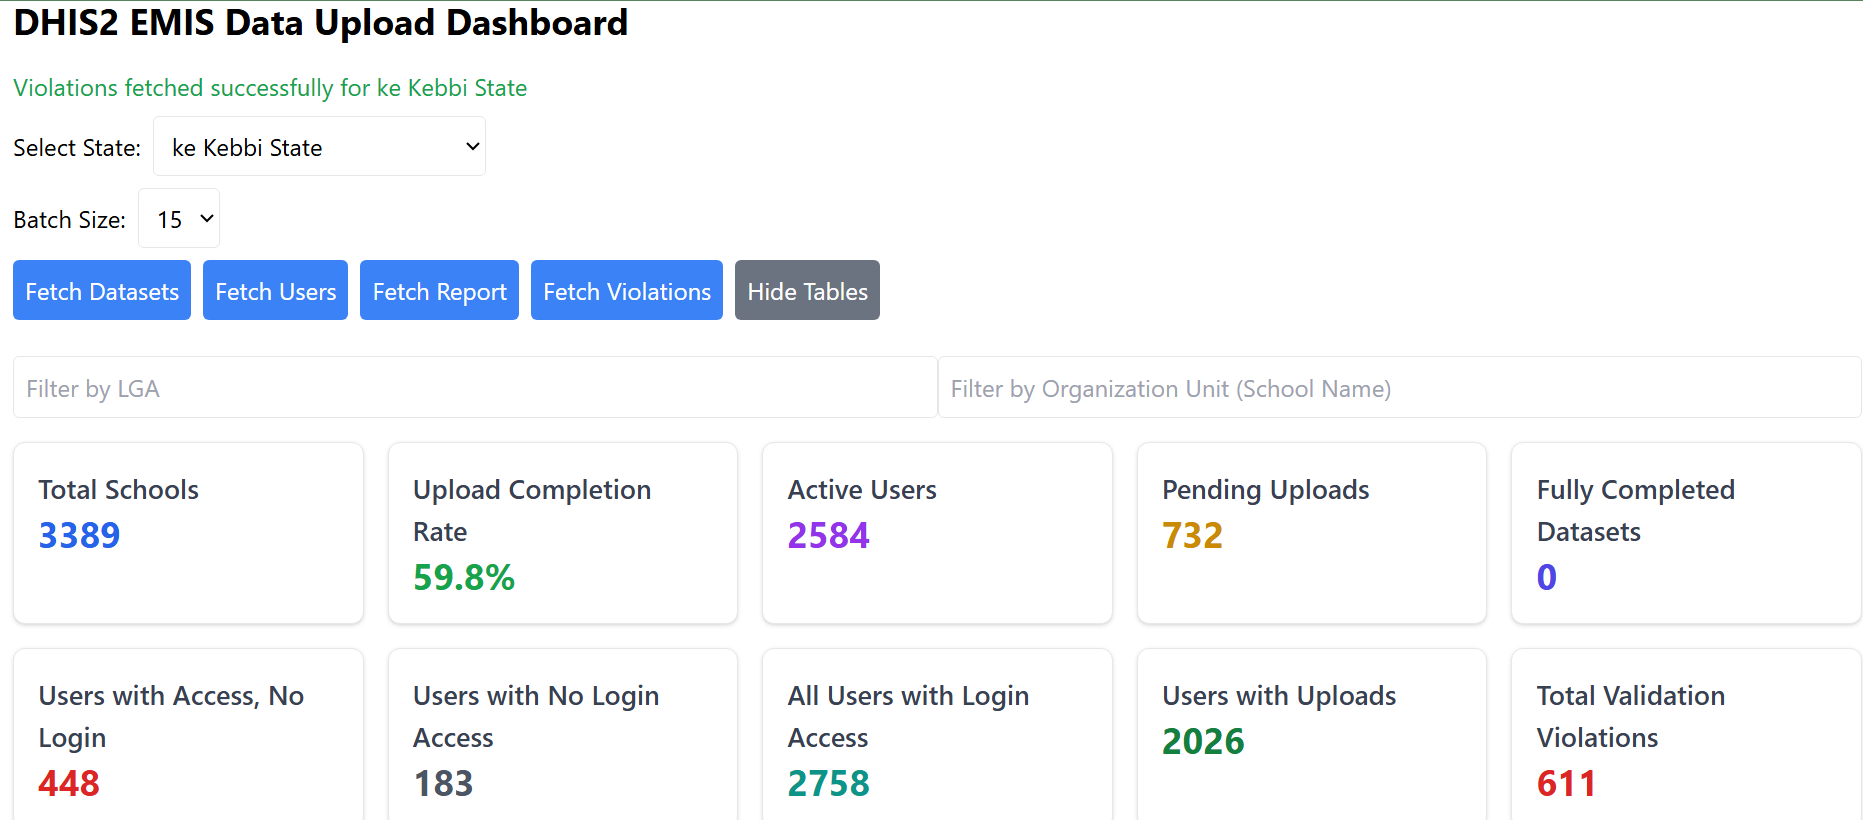 DHIS2 EMIS Data Upload Dashboard
Violations fetched successfully for ke Kebbi State
Select State: ke Kebbi State
Batch Size: 15
Fetch Datasets Fetch Users Fetch Report Fetch Violations Hide Tables
Filter by LGA Filter by Organization Unit (School Name)
Total Schools
3389
Upload Completion
Rate
59.8%
Active Users
2584
Pending Uploads
732
Fully Completed
Datasets
0
Users with Access, No
Login
448
Users with No Login
Access
183
All Users with Login
Access
2758
Users with Uploads
2026
Total Validation
Violations
611